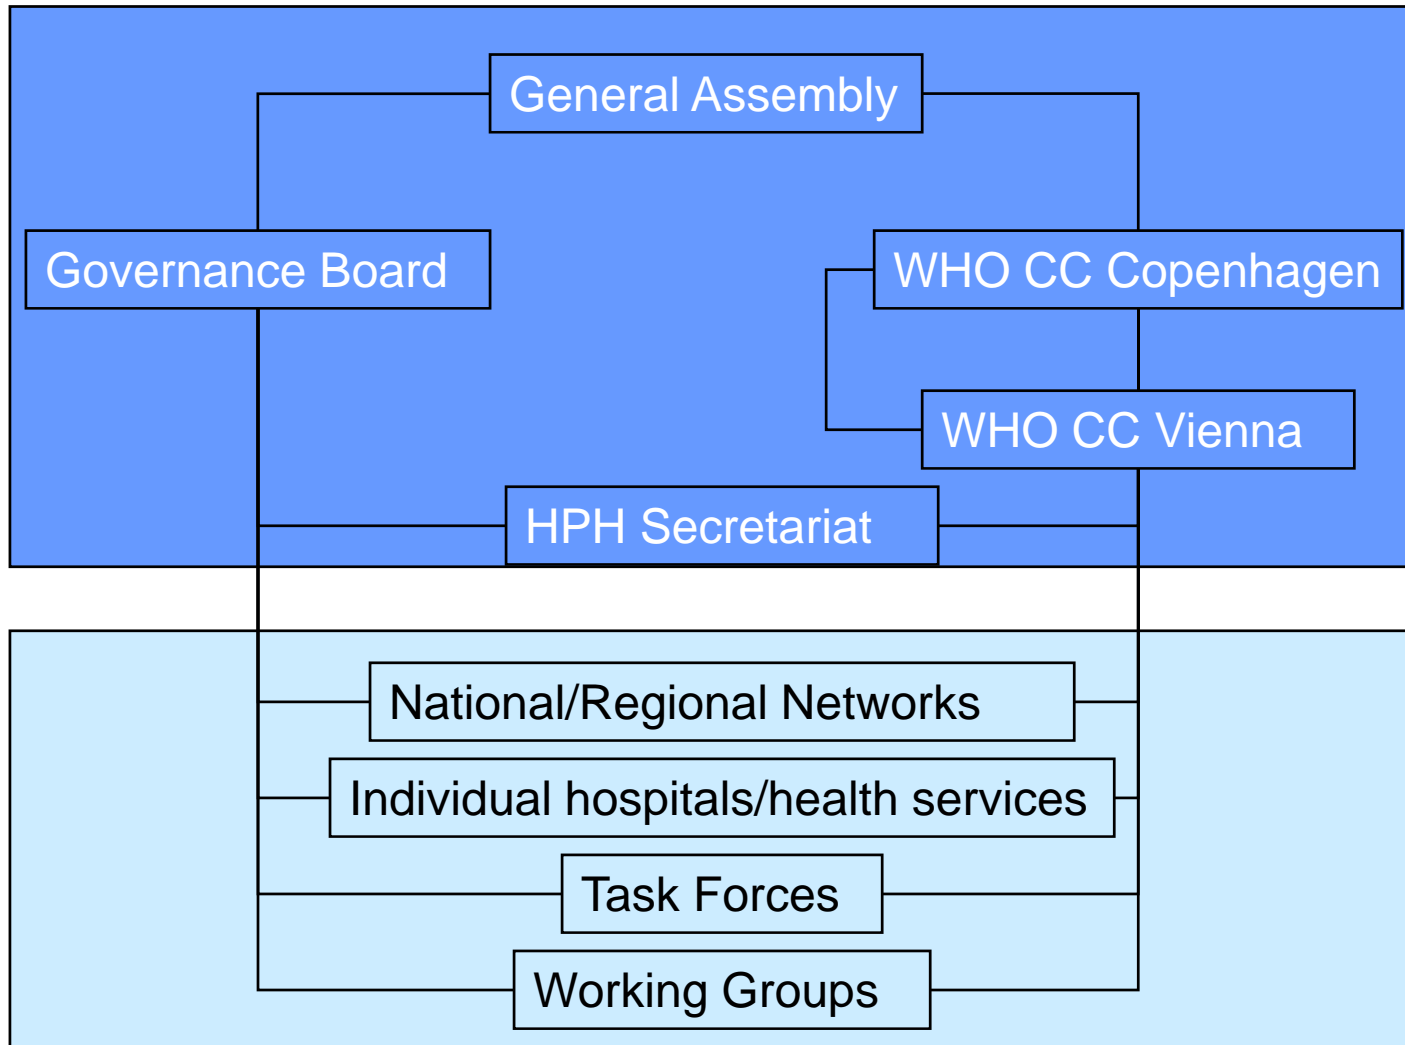 General Assembly
Governance Board
WHO CC Copenhagen
WHO CC Vienna
HPH Secretariat
National/Regional Networks
Individual hospitals/health services
Task Forces
Working Groups